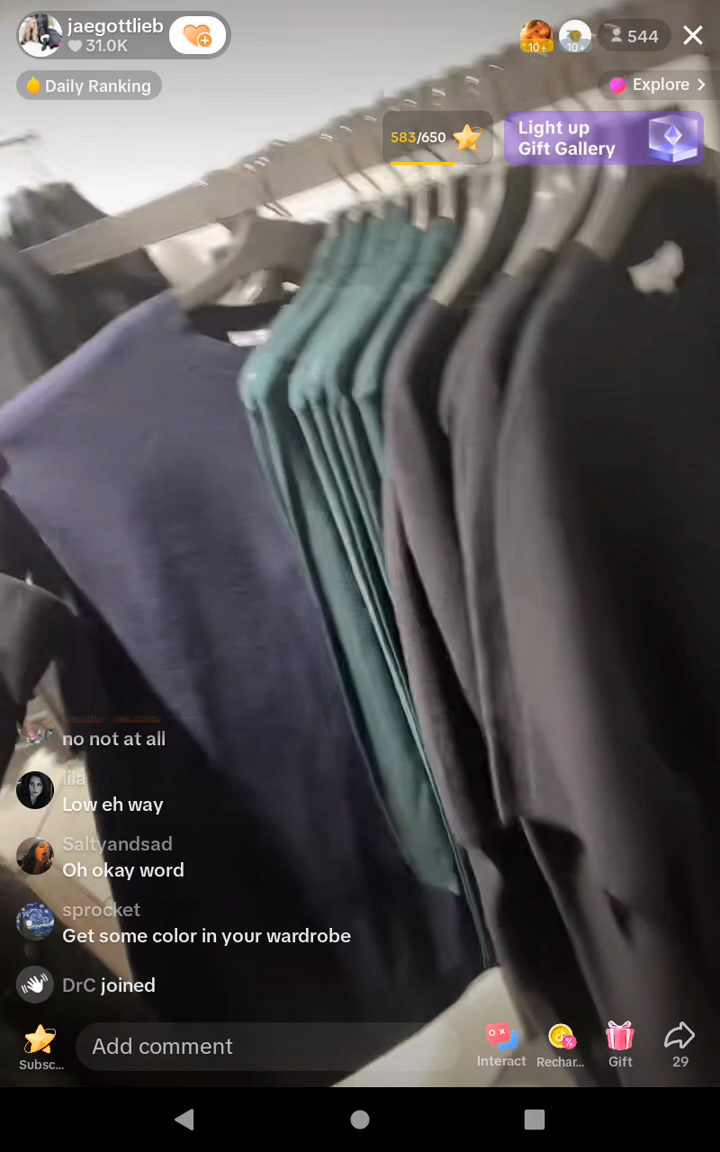 jaegottlieb
31.0K
10+
10+
544
Daily Ranking
Explore
583/650
Light up
Gift Gallery
no not at all
lila
Low eh way
Saltyandsad
Oh okay word
sprocket
Get some color in your wardrobe
DrC joined
Subsc...
Add comment
Interact
Rechar...
Gift
29